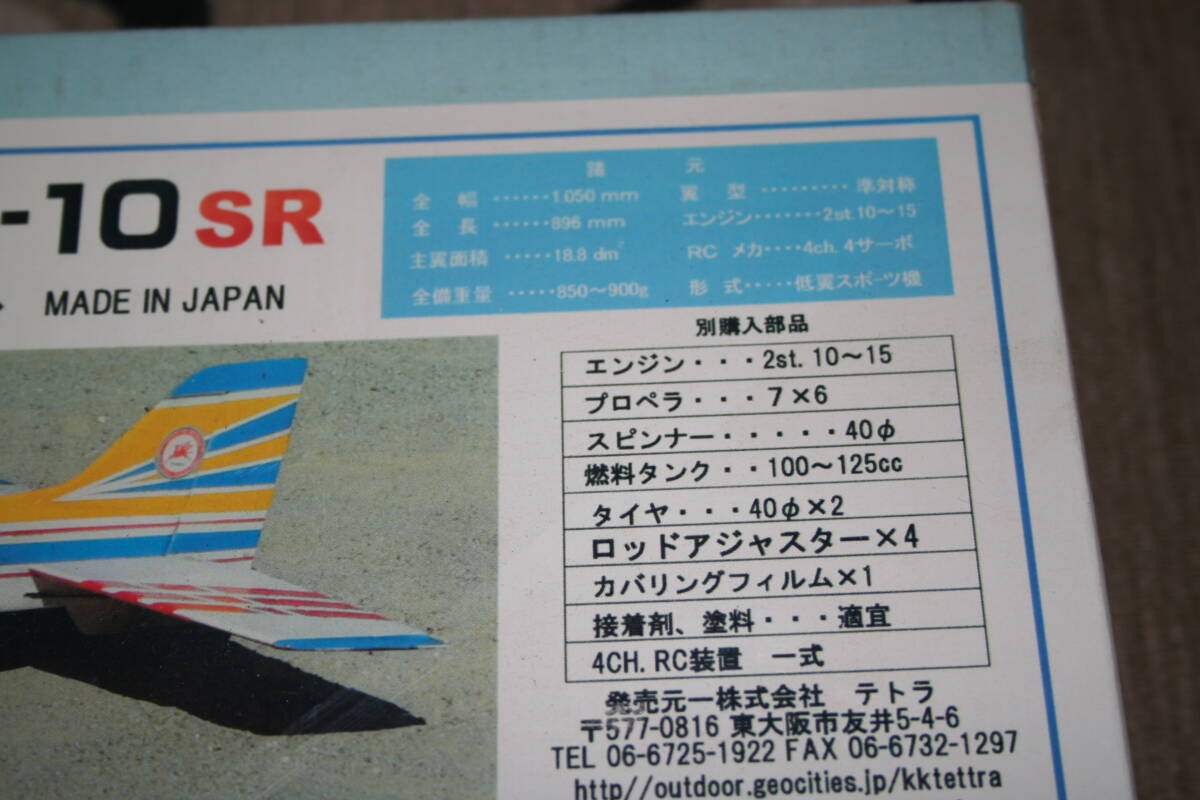 -10 SR
MADE IN JAPAN
諸 元
全 幅 ······1050 mm
全 長 ······896 mm
主翼面積 ·····18.8 dm²
全備重量 ·····850〜900g
翼 型 ·········準対称
エンジン·······2st.10〜15
RC メカ····4ch.4サーボ
形 式·····低翼スポーツ機
別購入部品
エンジン・・・2st.10〜15
プロペラ・・・7×6
スピンナー・・・・・40φ
燃料タンク・・100〜125cc
タイヤ・・・40φ×2
ロッドアジャスター×4
カバリングフィルム×1
接着剤、塗料・・・適宜
4CH.RC装置 一式
発売元―株式会社 テトラ
〒577-0816 東大阪市友井5-4-6
TEL 06-6725-1922 FAX 06-6732-1297
http//outdoor.geocities.jp/kktettra